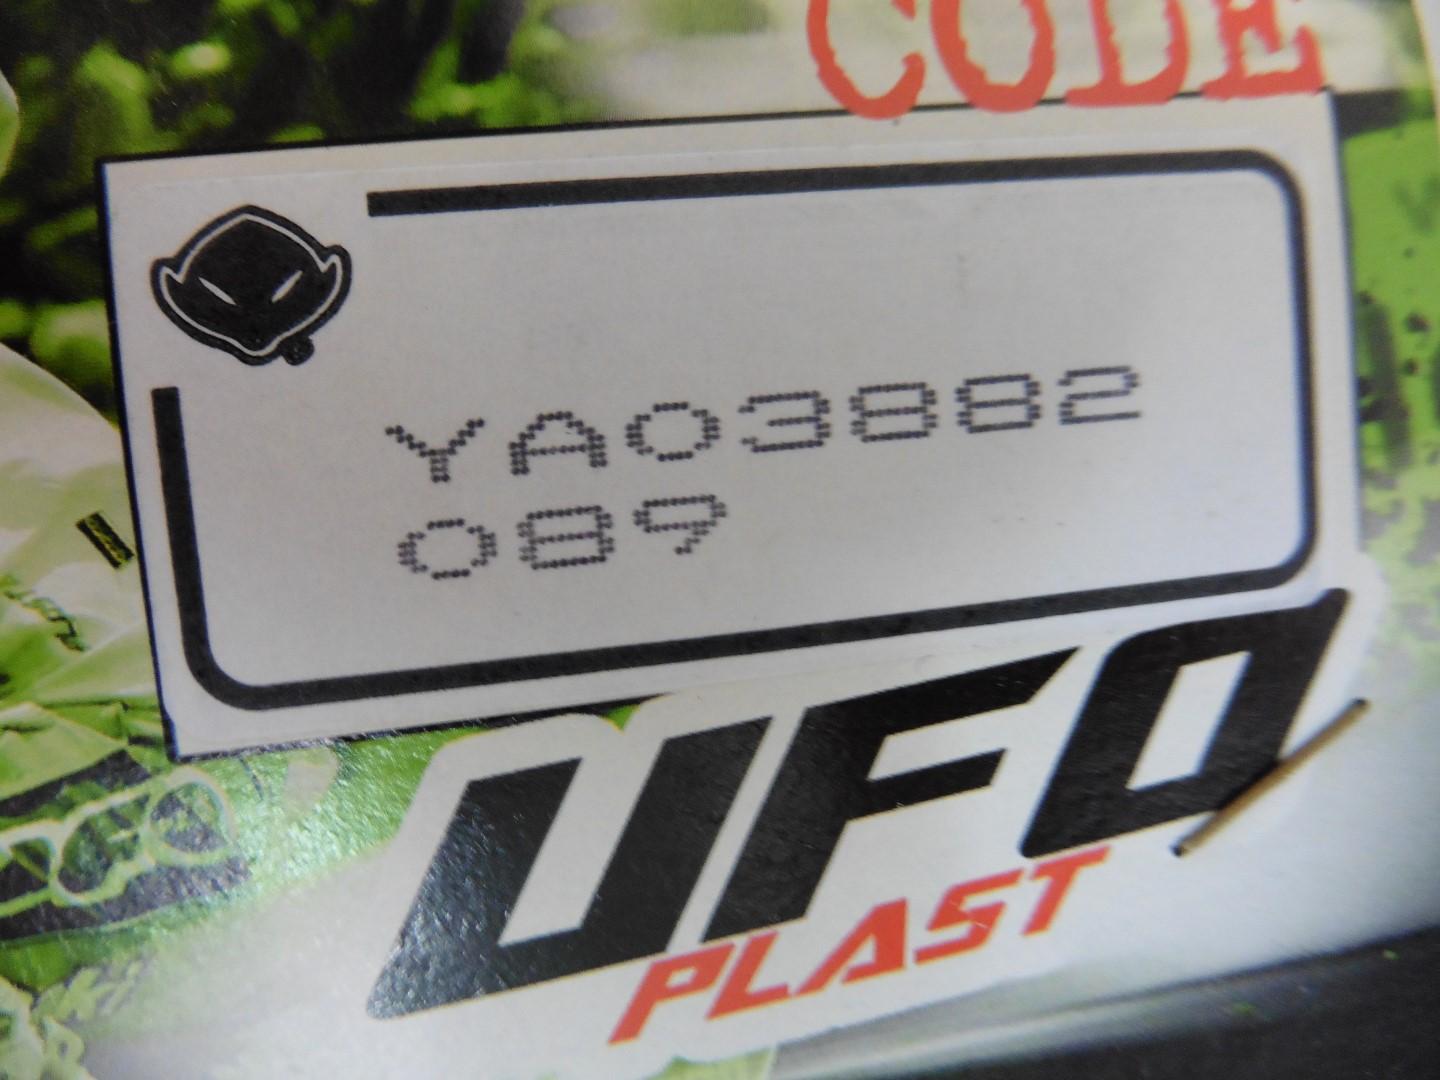 CODE
YA03882
089
UFO
PLAST